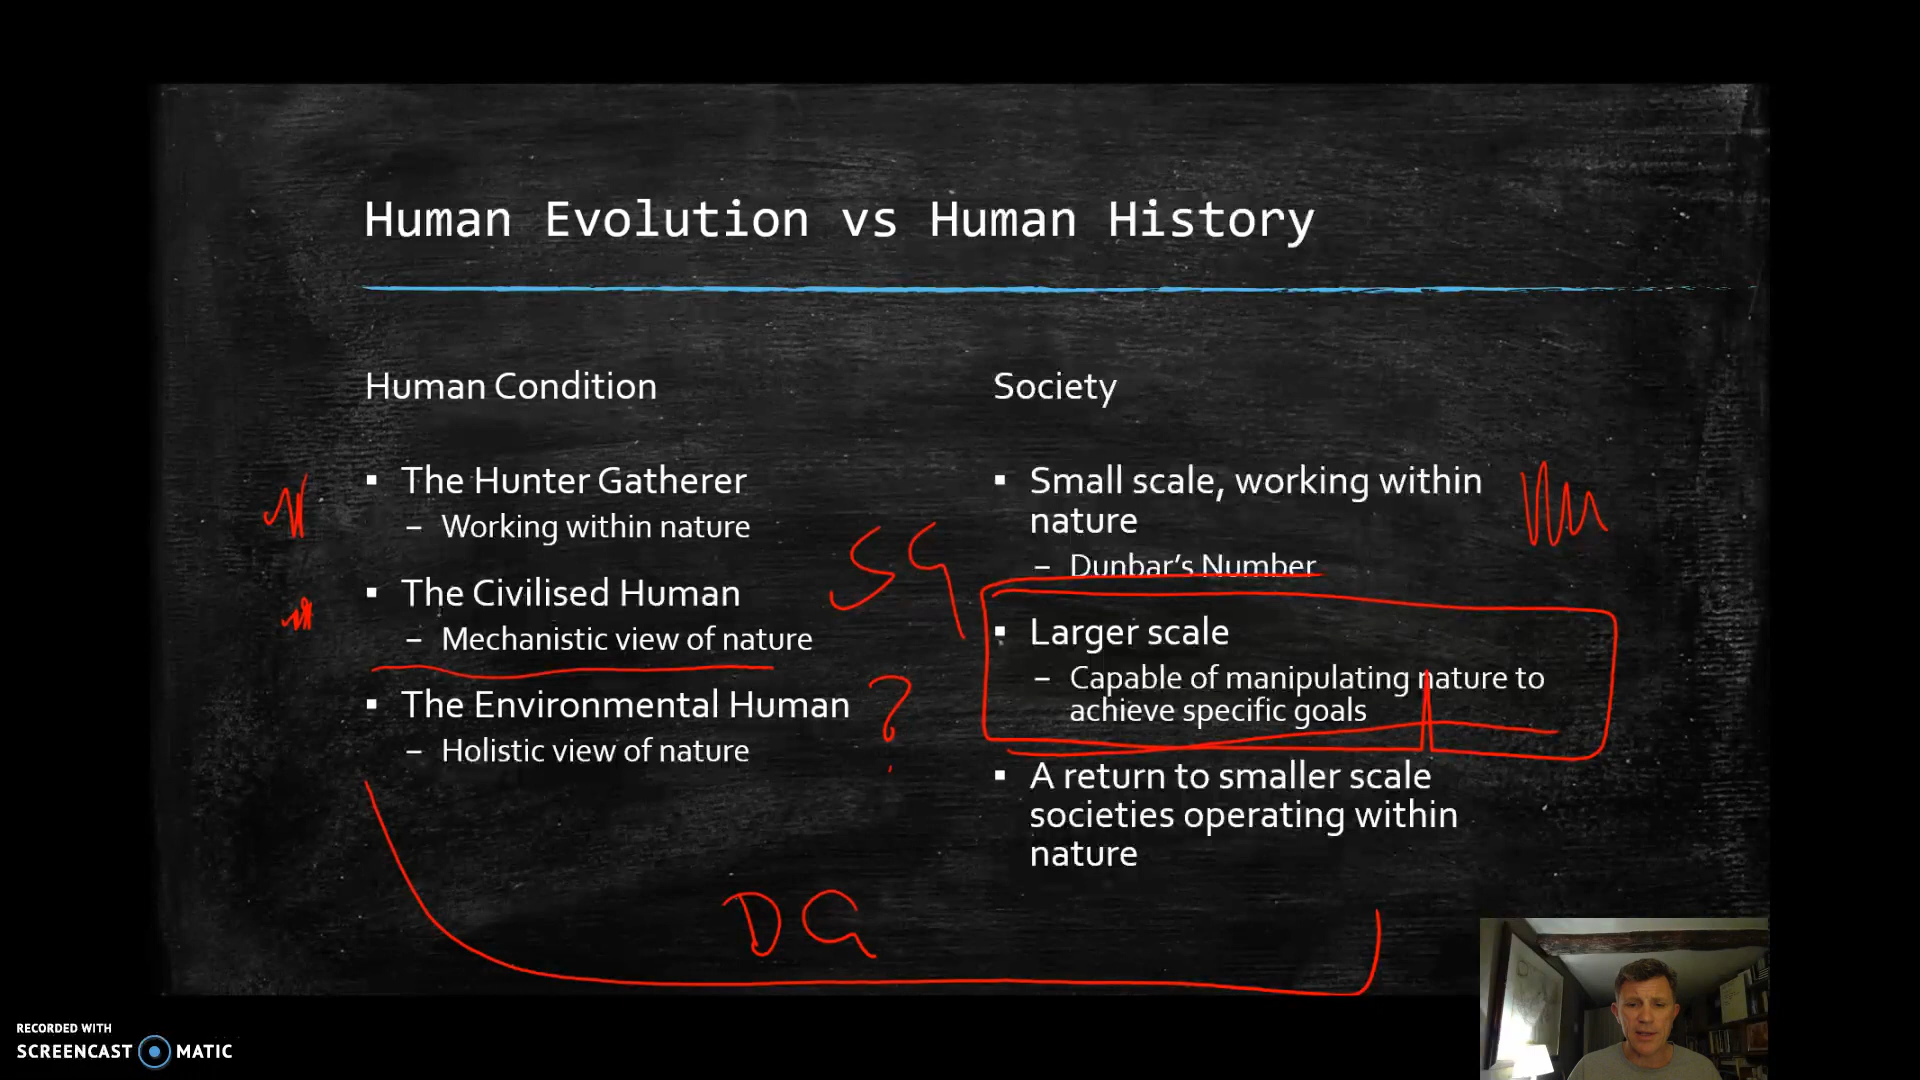 Human Evolution vs Human History
Human Condition
▪ The Hunter Gatherer
– Working within nature
▪ The Civilised Human
– Mechanistic view of nature
▪ The Environmental Human
– Holistic view of nature
SG
?
Society
▪ Small scale, working within
nature
– Dunbar's Number
▪ Larger scale
– Capable of manipulating nature to
achieve specific goals
▪ A return to smaller scale
societies operating within
nature
RECORDED WITH
SCREENCAST MATIC